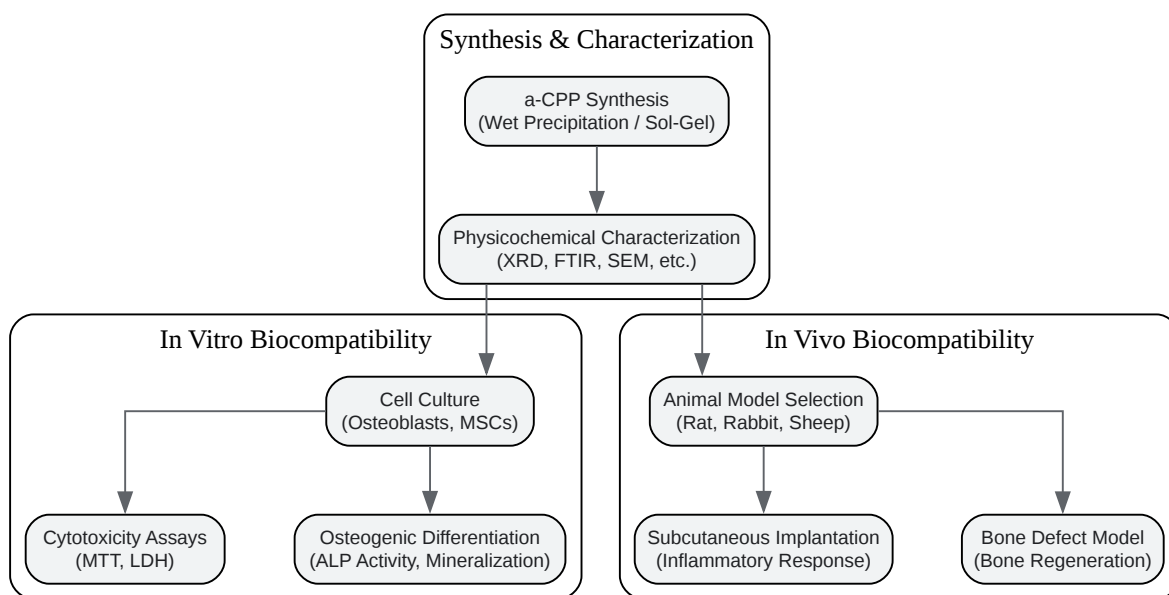 Synthesis & Characterization
a-CPP Synthesis
(Wet Precipitation / Sol-Gel)
Physicochemical Characterization
(XRD, FTIR, SEM, etc.)
In Vitro Biocompatibility
Cell Culture
(Osteoblasts, MSCs)
Cytotoxicity Assays
(MTT, LDH)
Osteogenic Differentiation
(ALP Activity, Mineralization)
In Vivo Biocompatibility
Animal Model Selection
(Rat, Rabbit, Sheep)
Subcutaneous Implantation
(Inflammatory Response)
Bone Defect Model
(Bone Regeneration)